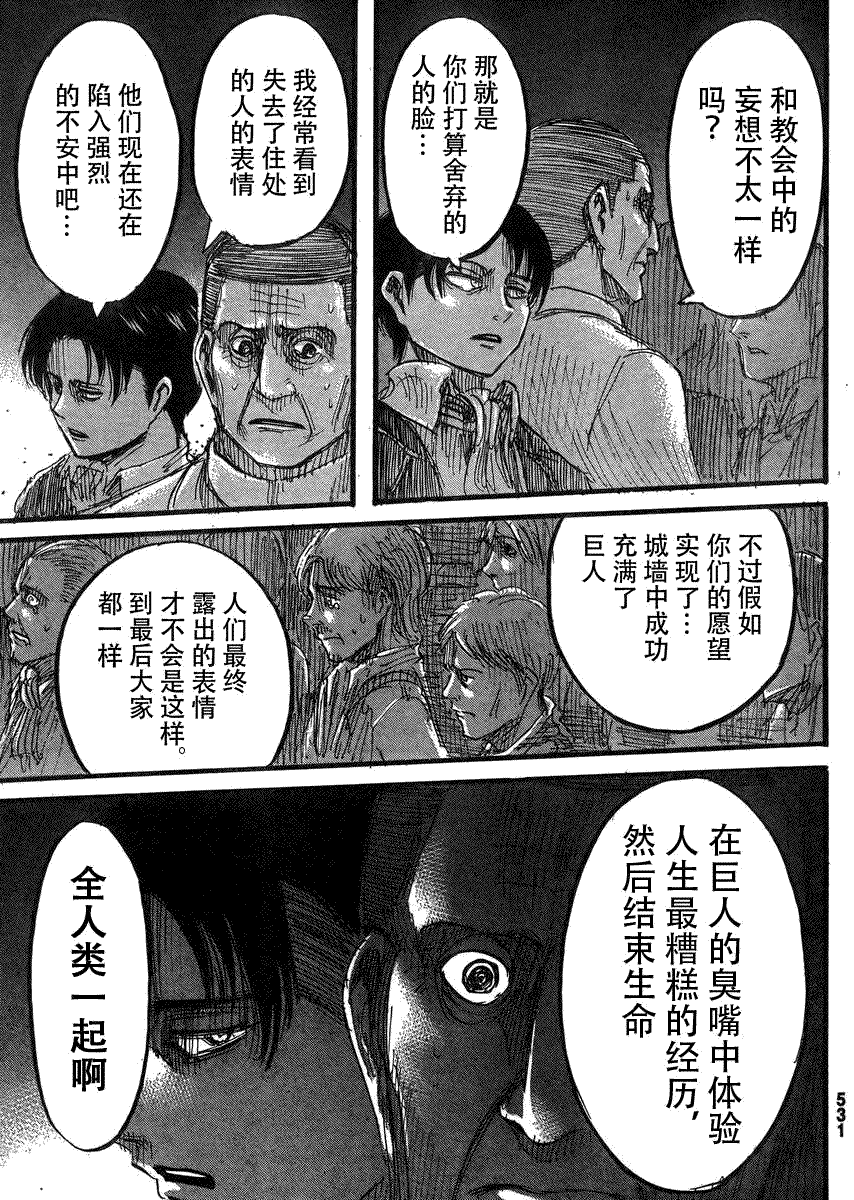 和教会中的
妄想不太一样
吗？
那就是
你们打算舍弃的
人的脸…
我经常看到
失去了住处
的人的表情
他们现在还在
陷入强烈
的不安中吧…
不过假如
你们的愿望
实现了…
城墙中成功
充满了
巨人
人们最终
露出的表情
才不会是这样。
到最后大家
都一样
在巨人的臭嘴中体验
人生最糟糕的经历，
然后结束生命
全人类一起啊
531